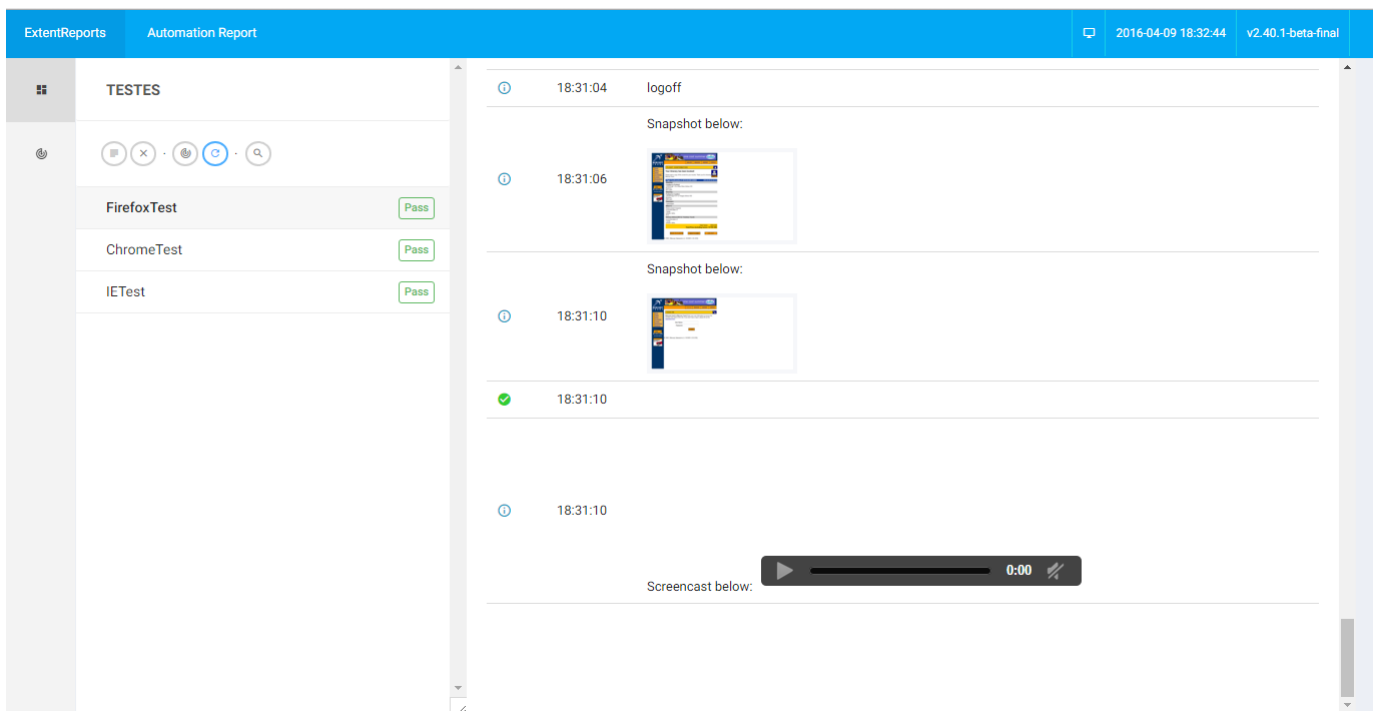 ExtentReports Automation Report 2016-04-09 18:32:44 v2.40.1-beta-final
TESTES
FirefoxTest Pass
ChromeTest Pass
IETest Pass
18:31:04 logoff
Snapshot below:
18:31:06
Snapshot below:
18:31:10
18:31:10
18:31:10
0:00
Screencast below: